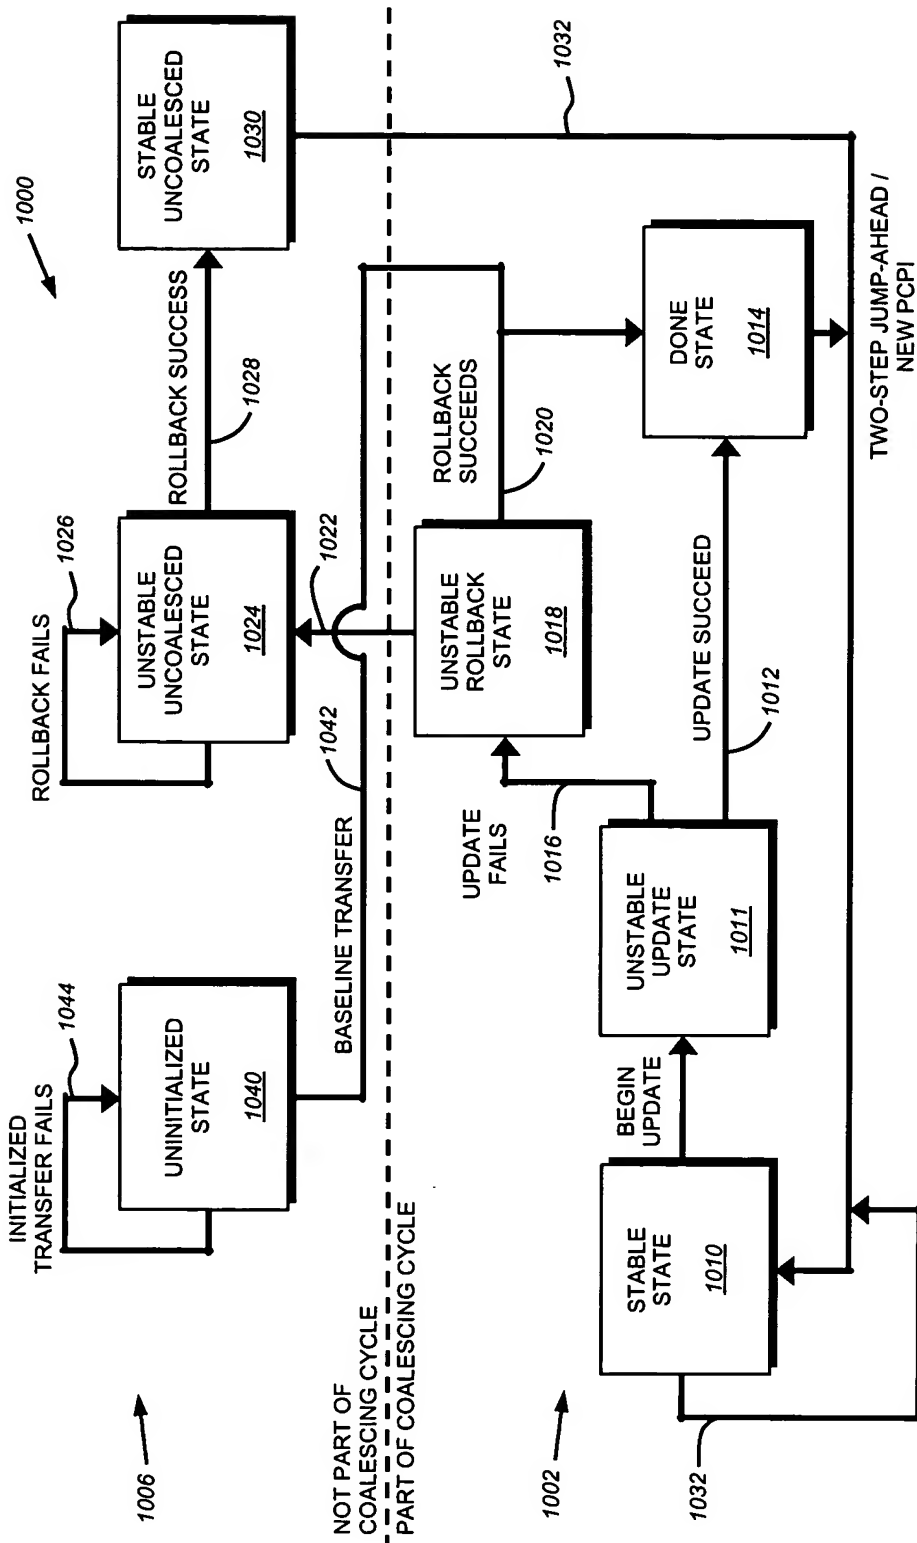 1000
INITIALIZED
TRANSFER FAILS
1044
UNINITIALIZED
STATE
1040
ROLLBACK FAILS
1026
UNSTABLE
UNCOALESCED
STATE
1024
ROLLBACK SUCCESS
1028
STABLE
UNCOALESCED
STATE
1030
1006
BASELINE TRANSFER
1042
1022
1032
NOT PART OF
COALESCING CYCLE
PART OF COALESCING CYCLE
1002
UPDATE
FAILS
1016
UNSTABLE
ROLLBACK
STATE
1018
ROLLBACK
SUCCEEDS
1020
STABLE
STATE
1010
BEGIN
UPDATE
UNSTABLE
UPDATE
STATE
1011
UPDATE SUCCEED
1012
DONE
STATE
1014
1032
TWO-STEP JUMP-AHEAD /
NEW PCPI